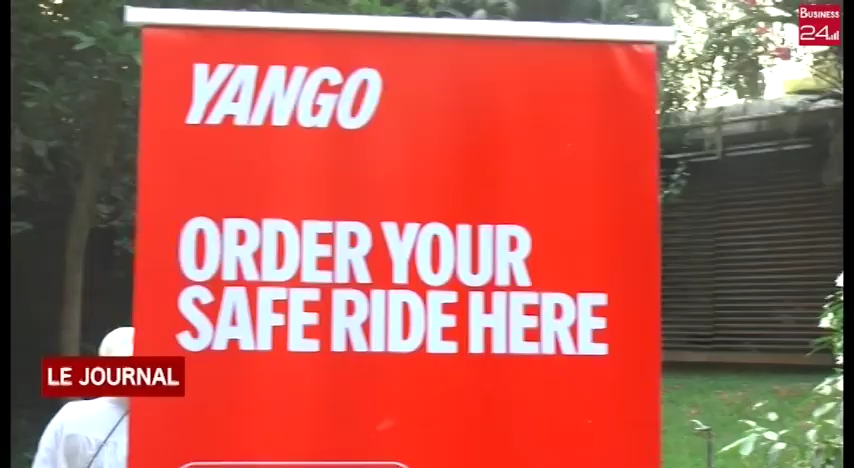 YANGO
BUSINESS
24
ORDER YOUR
SAFE RIDE HERE
LE JOURNAL